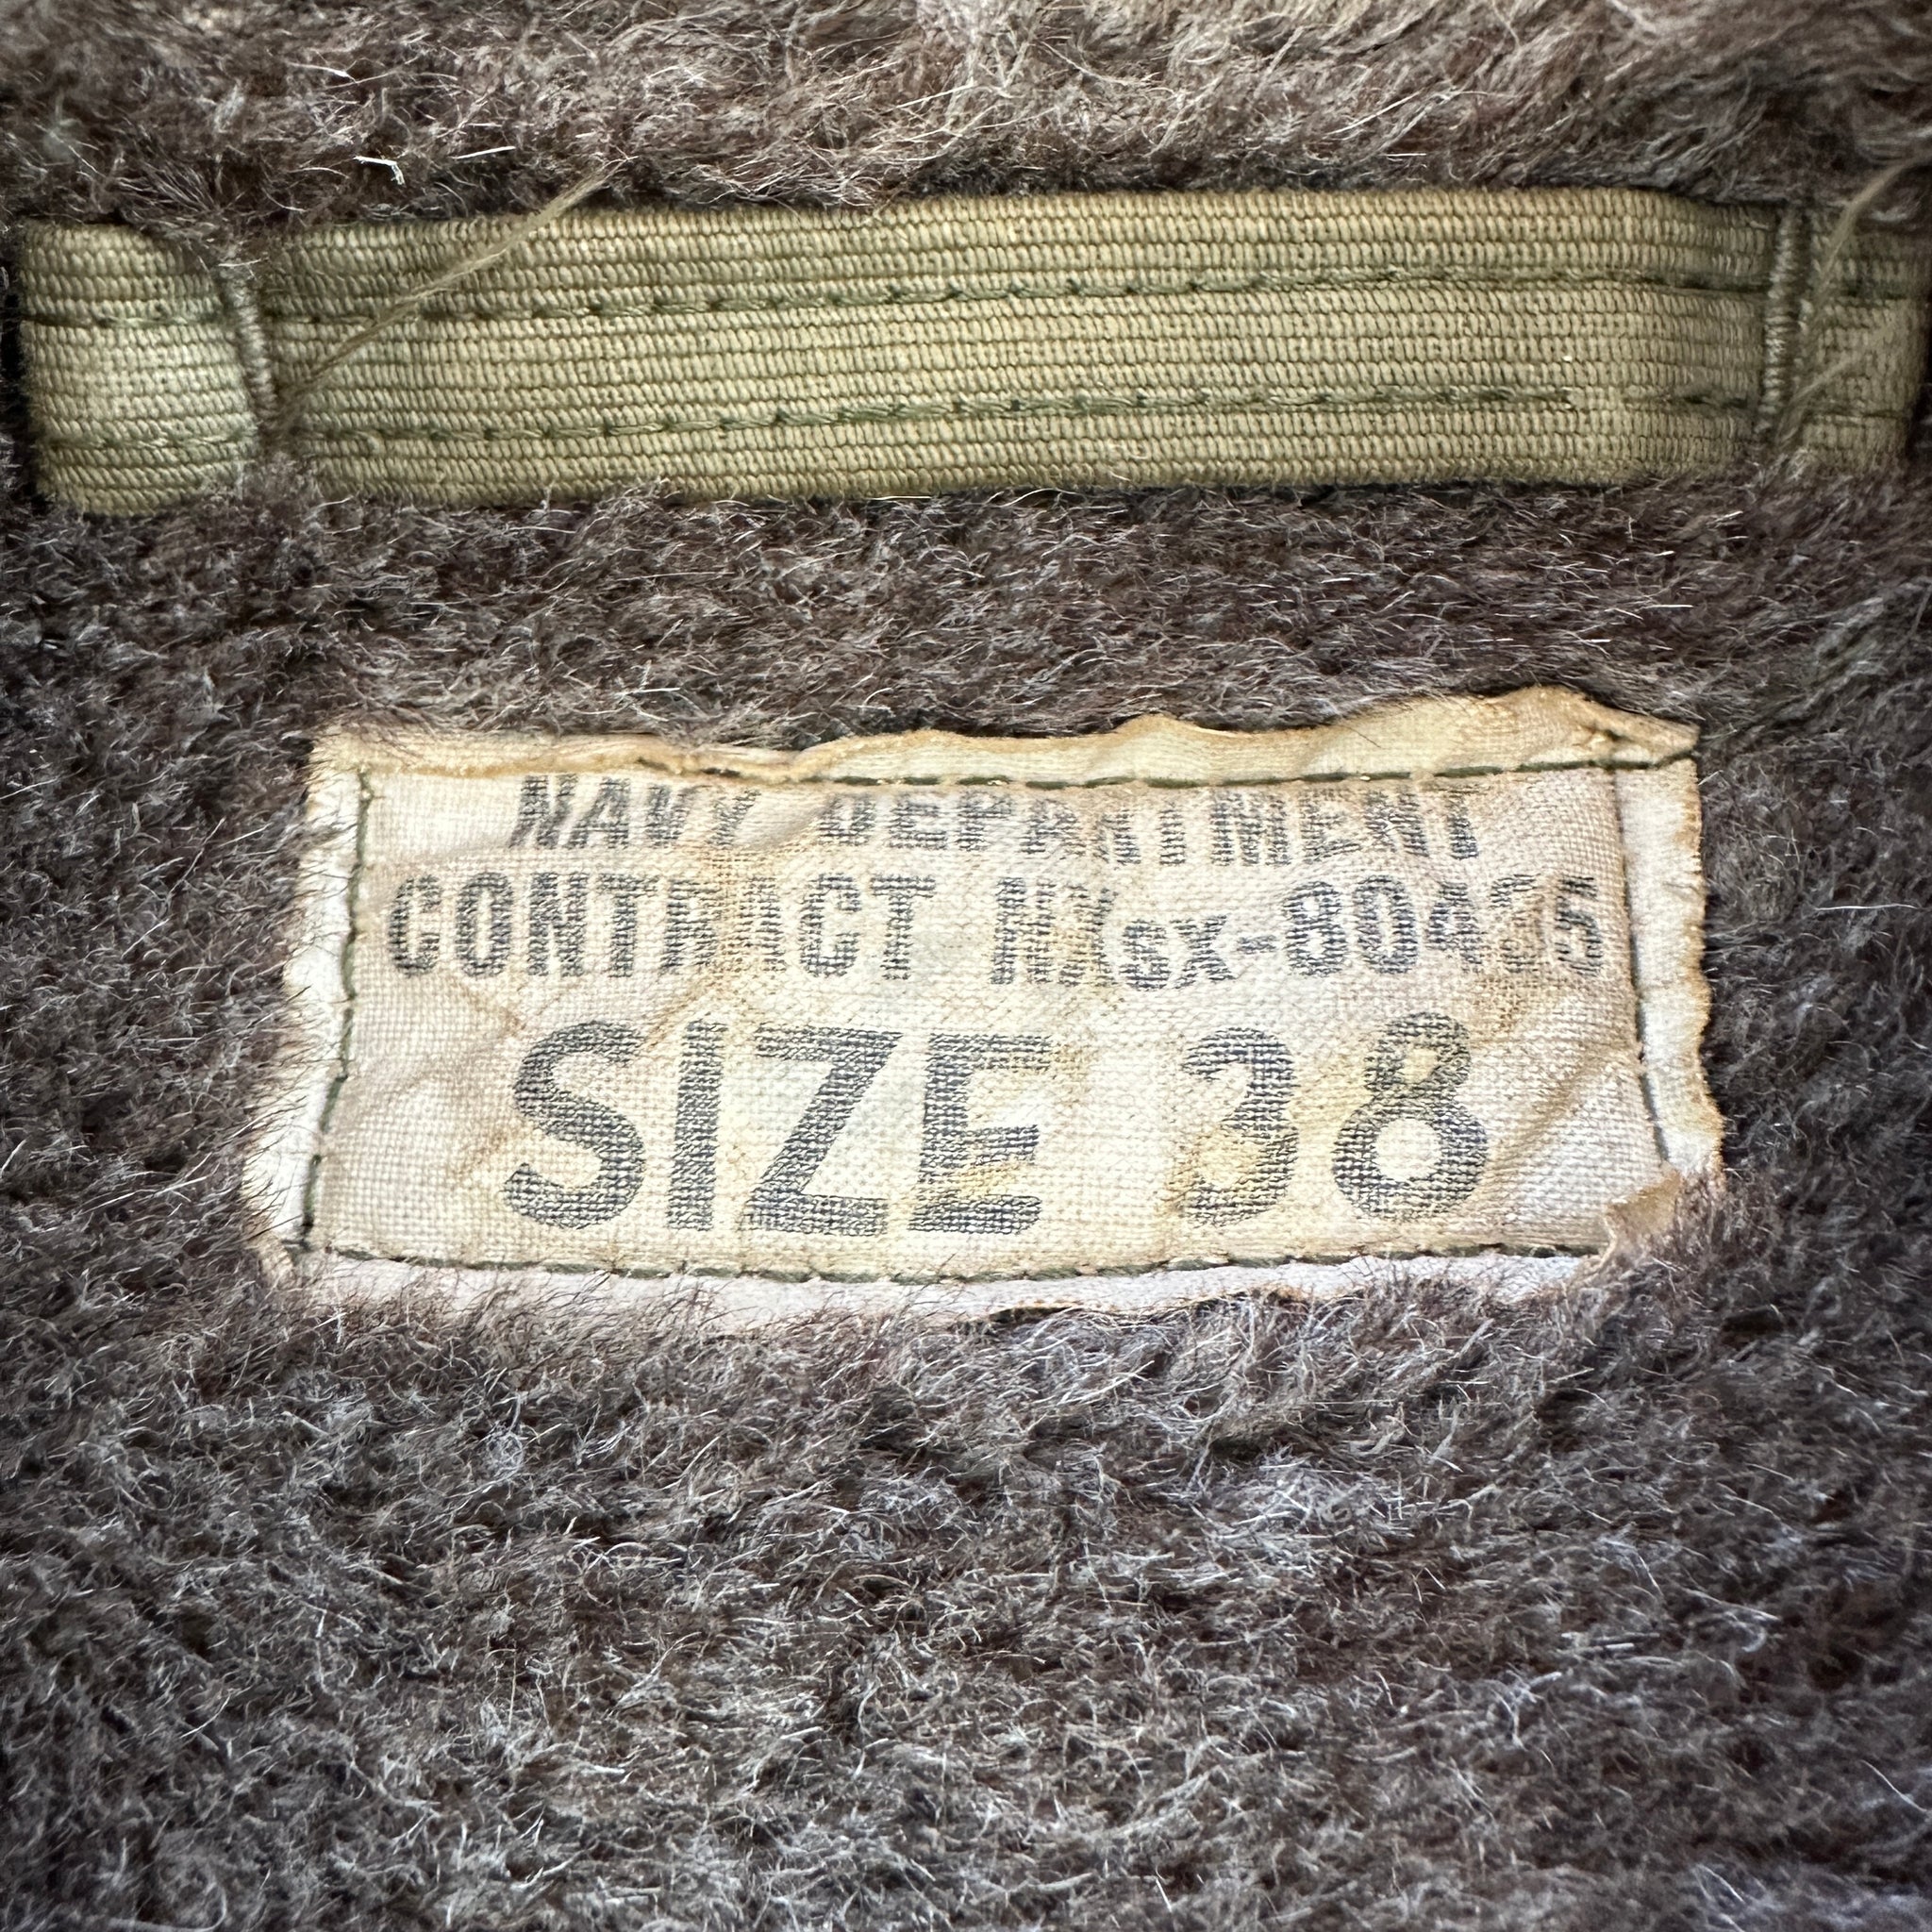 NAVY DEPARTMENT
CONTRACT NXsx-80435
SIZE 38